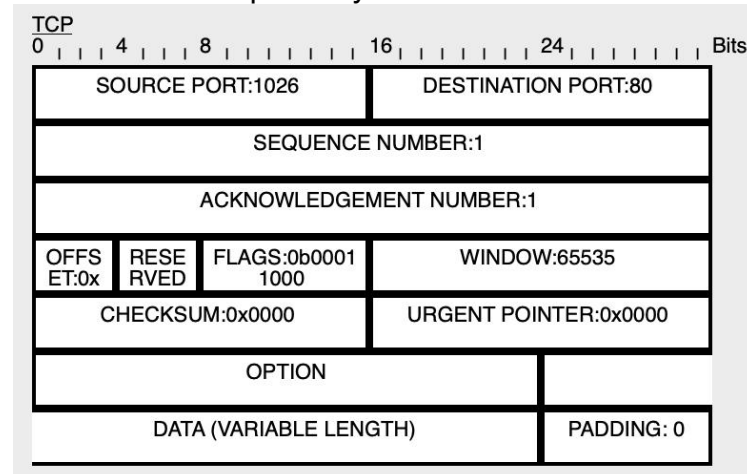 TCP
0 4 8 16 24 Bits
SOURCE PORT:1026 DESTINATION PORT:80
SEQUENCE NUMBER:1
ACKNOWLEDGEMENT NUMBER:1
OFFS RESE FLAGS:0b0001 WINDOW:65535
ET:0x RVED 1000
CHECKSUM:0x0000 URGENT POINTER:0x0000
OPTION
DATA (VARIABLE LENGTH) PADDING: 0